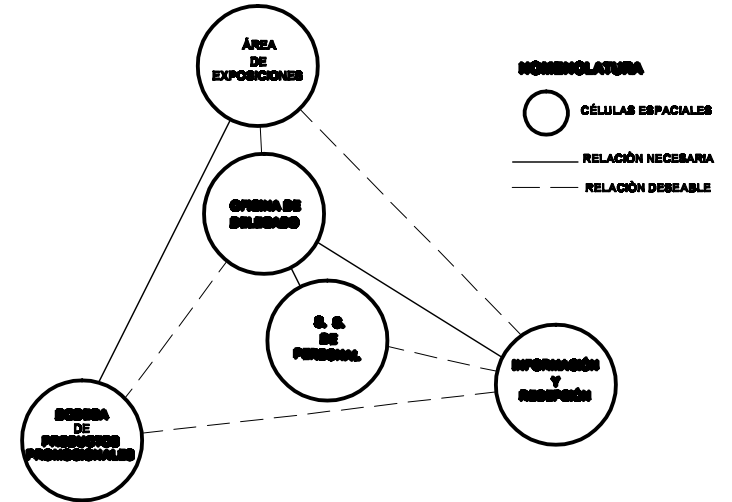 ÁREA
DE
EXPOSICIONES
NOMENCLATURA
CÉLULAS ESPACIALES
RELACIÒN NECESARIA
RELACIÒN DESEABLE
OFICINA DE
DELEGADO
S. S.
DE
PERSONAL
INFORMACIÓN
Y
RECEPCIÓN
BODEGA
DE
PRODUCTOS
PROMOCIONALES